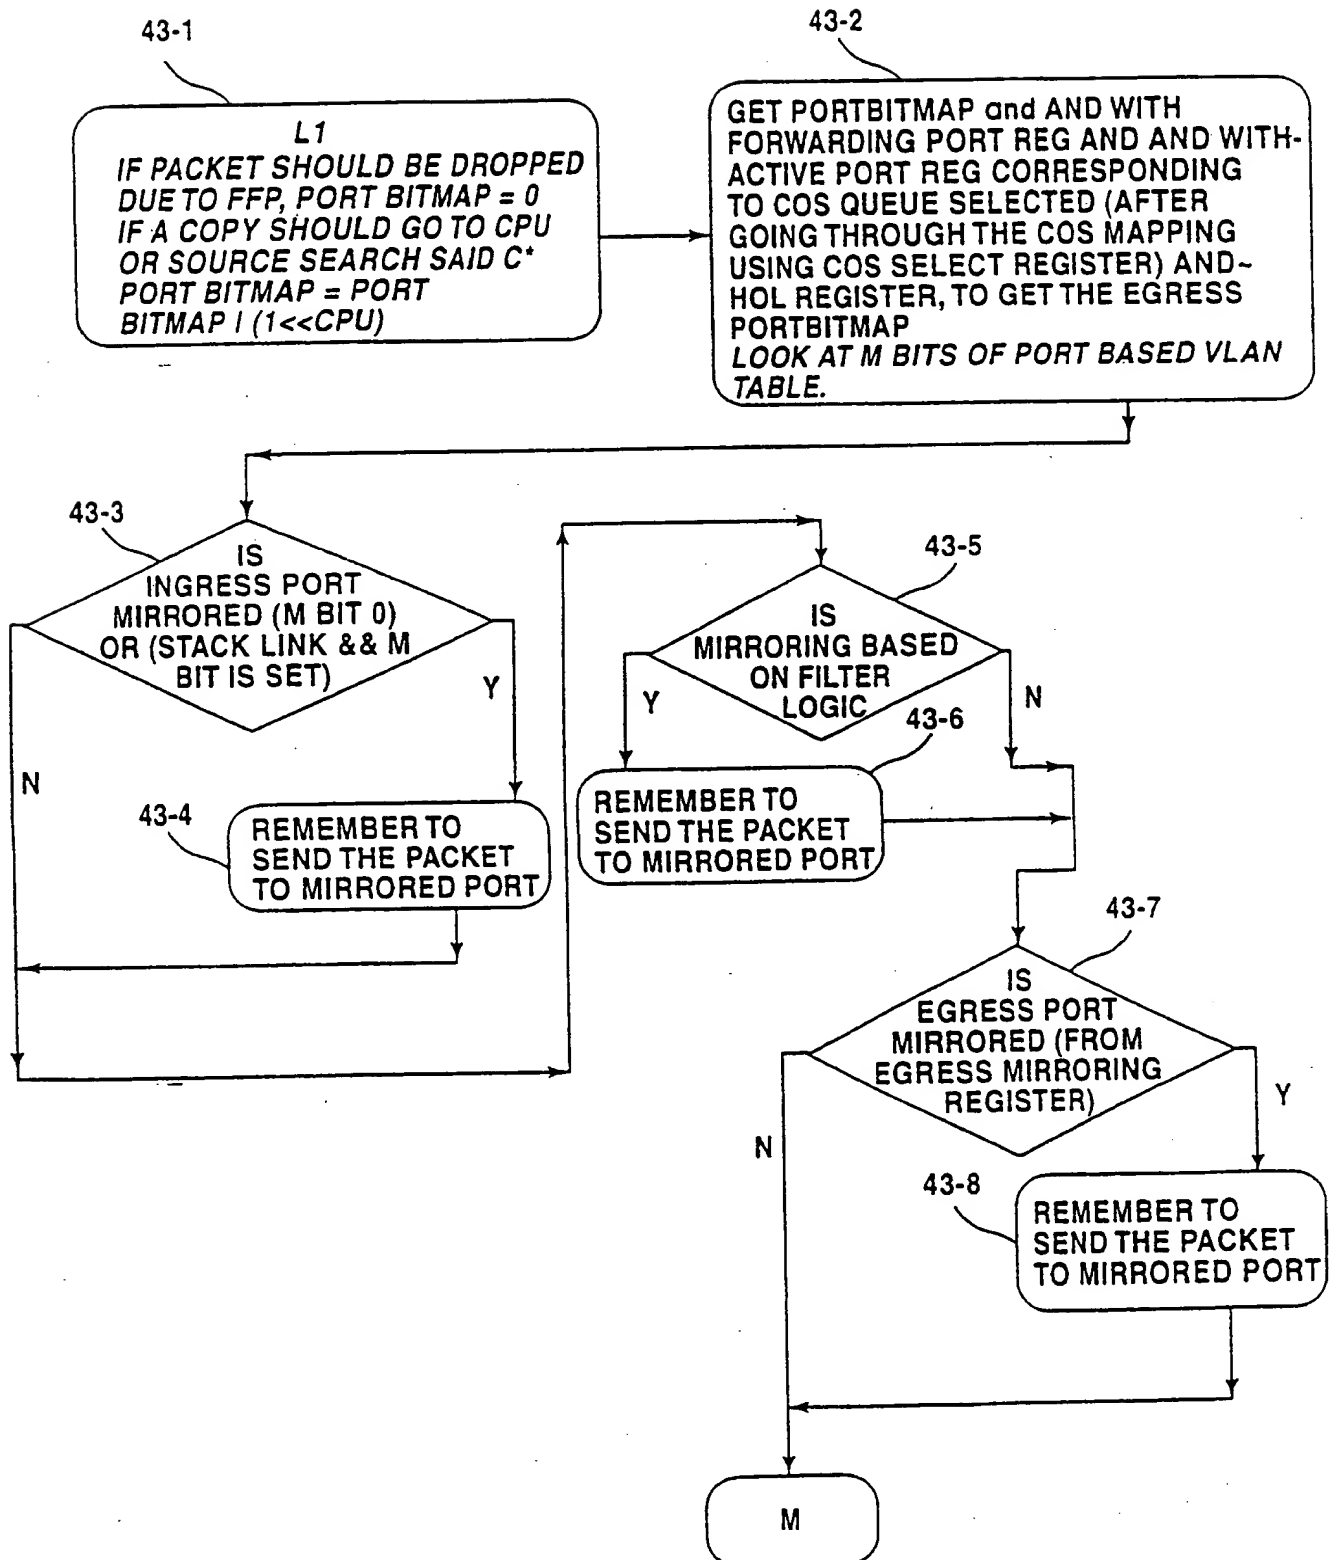 43-1
L1
IF PACKET SHOULD BE DROPPED
DUE TO FFP, PORT BITMAP = 0
IF A COPY SHOULD GO TO CPU
OR SOURCE SEARCH SAID C*
PORT BITMAP = PORT
BITMAP | (1<<CPU)
43-2
GET PORTBITMAP and AND WITH
FORWARDING PORT REG AND AND WITH-
ACTIVE PORT REG CORRESPONDING
TO COS QUEUE SELECTED (AFTER
GOING THROUGH THE COS MAPPING
USING COS SELECT REGISTER) AND~
HOL REGISTER, TO GET THE EGRESS
PORTBITMAP
LOOK AT M BITS OF PORT BASED VLAN
TABLE.
43-3
IS
INGRESS PORT
MIRRORED (M BIT 0)
OR (STACK LINK && M
BIT IS SET)
Y
N
43-4
REMEMBER TO
SEND THE PACKET
TO MIRRORED PORT
43-5
IS
MIRRORING BASED
ON FILTER
LOGIC
Y
N
43-6
REMEMBER TO
SEND THE PACKET
TO MIRRORED PORT
43-7
IS
EGRESS PORT
MIRRORED (FROM
EGRESS MIRRORING
REGISTER)
Y
N
43-8
REMEMBER TO
SEND THE PACKET
TO MIRRORED PORT
M